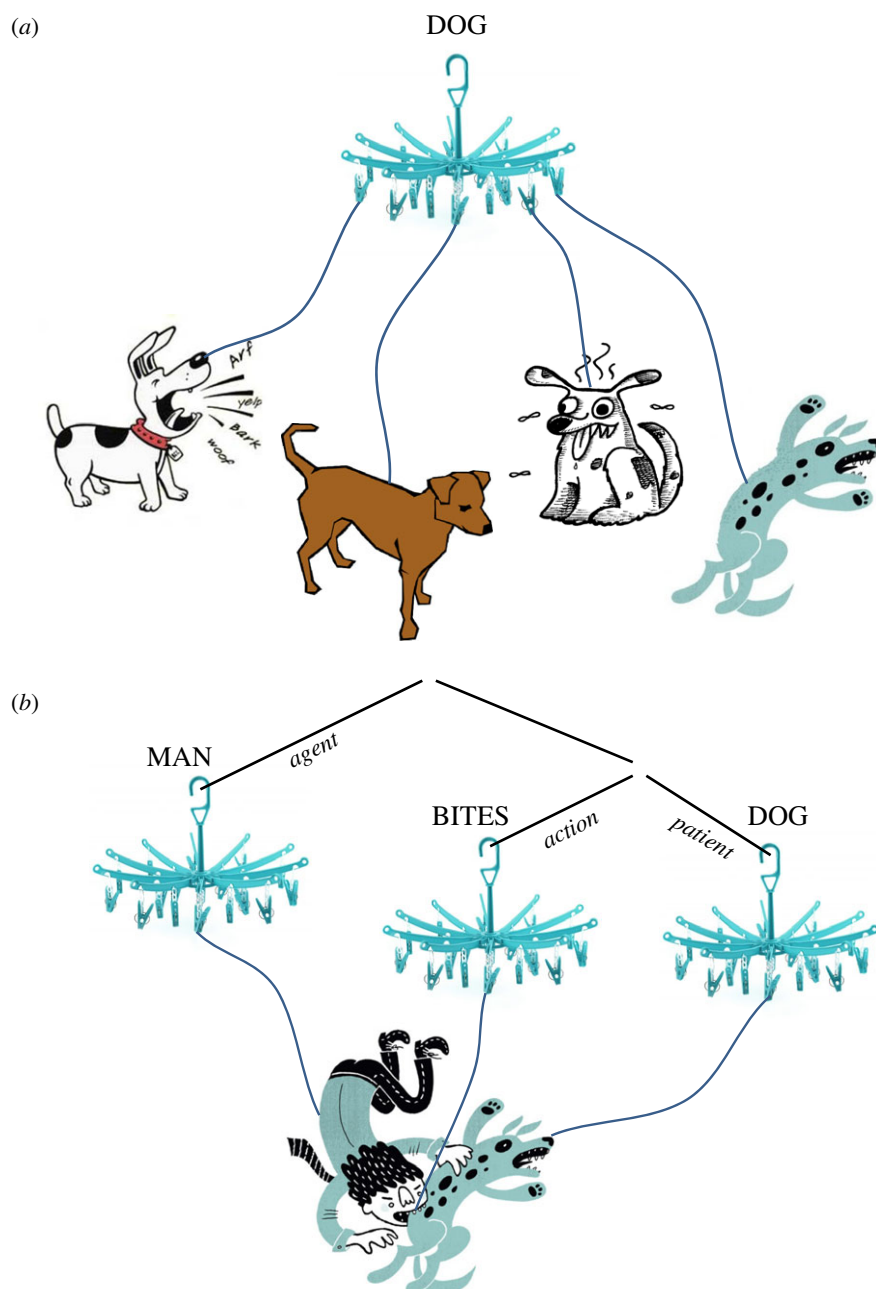 (a)
DOG
Arf
yelp
Bark
woof
(b)
agent
MAN
BITES
action
patient
DOG